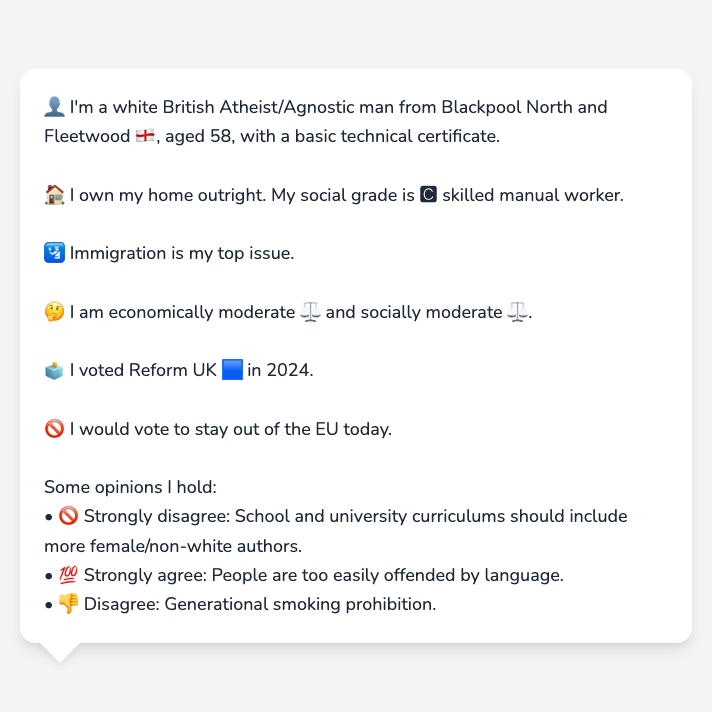 👤 I'm a white British Atheist/Agnostic man from Blackpool North and
Fleetwood 🏴󠁧󠁢󠁥󠁮󠁧󠁿, aged 58, with a basic technical certificate.
🏠 I own my home outright. My social grade is 🅲 skilled manual worker.
🛂 Immigration is my top issue.
🤔 I am economically moderate ⚖️ and socially moderate ⚖️.
🗳️ I voted Reform UK 🟦 in 2024.
🚫 I would vote to stay out of the EU today.
Some opinions I hold:
• 🚫 Strongly disagree: School and university curriculums should include
more female/non-white authors.
• 💯 Strongly agree: People are too easily offended by language.
• 👎 Disagree: Generational smoking prohibition.